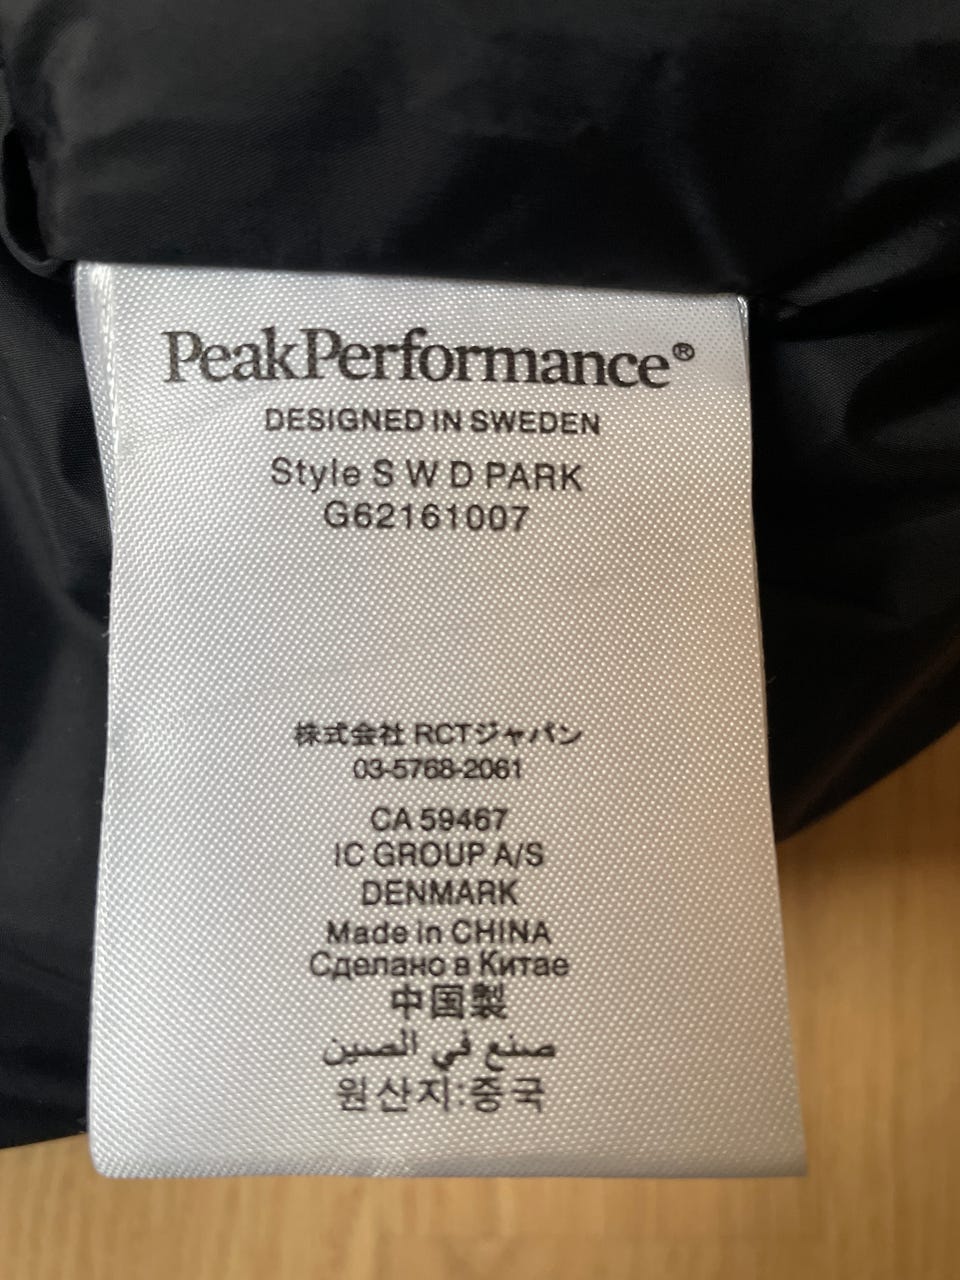 PeakPerformance®
DESIGNED IN SWEDEN
Style S W D PARK
G62161007
株式会社 RCTジャパン
03-5768-2061
CA 59467
IC GROUP A/S
DENMARK
Made in CHINA
Сделано в Китае
中国製
صنع في الصين
원산지:중국